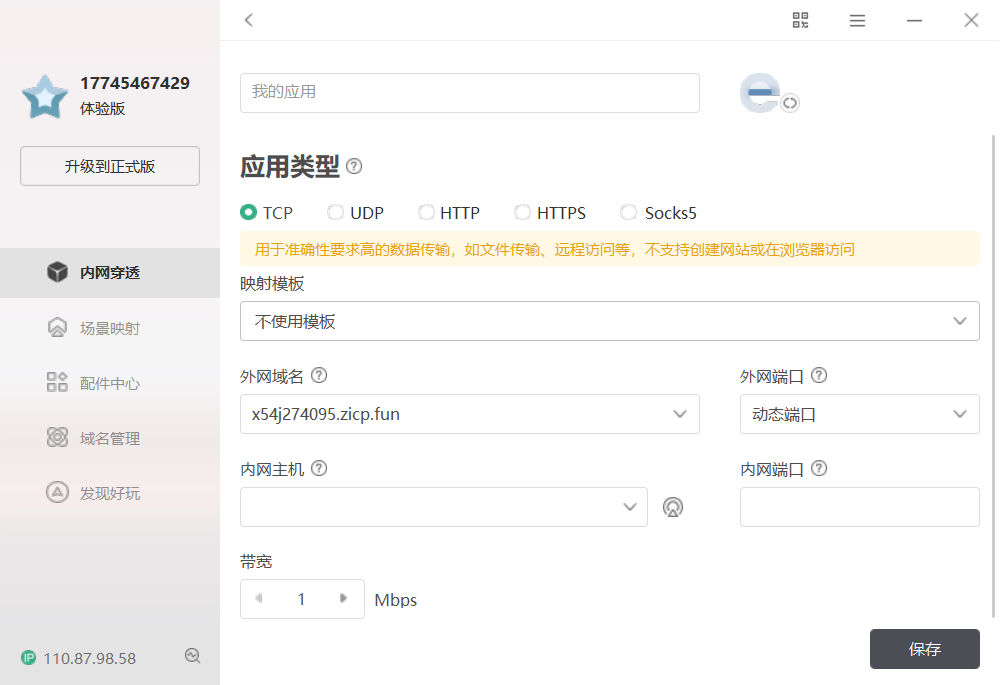 17745467429
体验版
升级到正式版
内网穿透
场景映射
配件中心
域名管理
发现好玩
IP 110.87.98.58
我的应用
应用类型 ?
TCP UDP HTTP HTTPS Socks5
用于准确性要求高的数据传输，如文件传输、远程访问等，不支持创建网站或在浏览器访问
映射模板
不使用模板
外网域名 ? 外网端口 ?
x54j274095.zicp.fun 动态端口
内网主机 ? 内网端口 ?
带宽
1 Mbps
保存